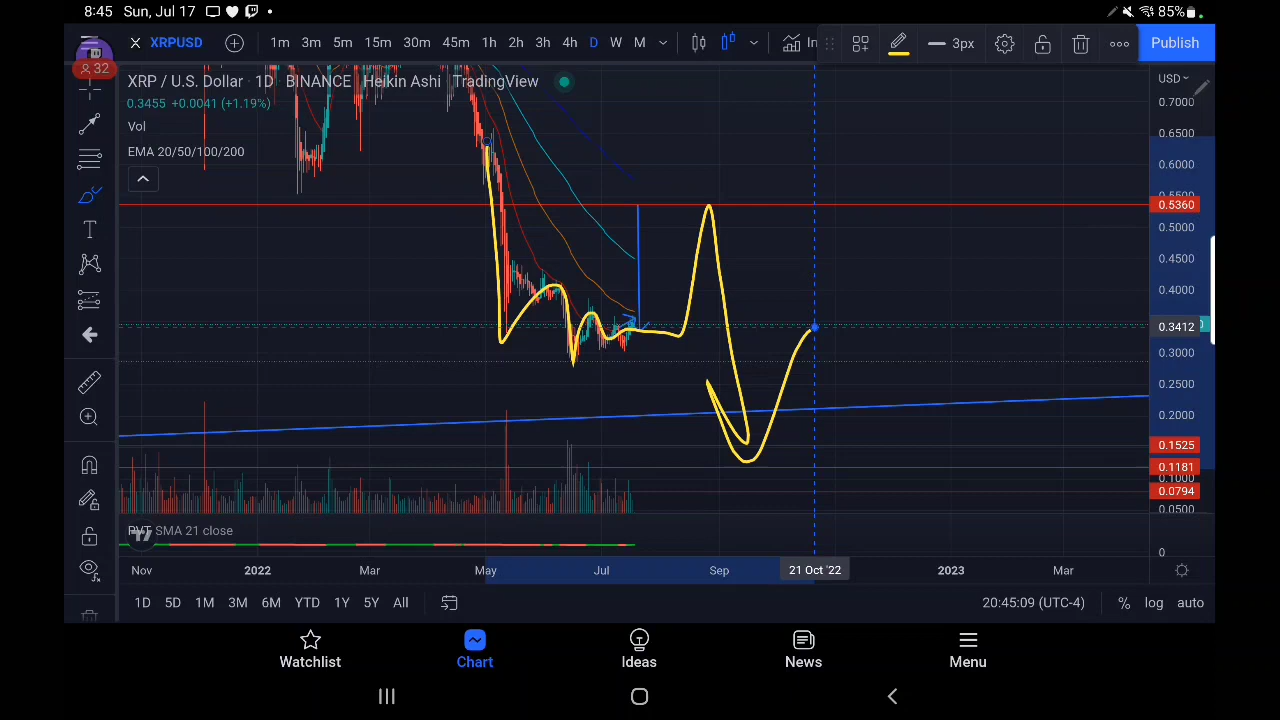 8:45 Sun, Jul 17 85%
32
XRPUSD 1m 3m 5m 15m 30m 45m 1h 2h 3h 4h D W M In 3px Publish
XRP / U.S. Dollar · 1D · BINANCE Heikin Ashi TradingView
0.3455 +0.0041 (+1.19%)
Vol
EMA 20/50/100/200
USD
0.7000
0.6500
0.6000
0.5500
0.5360
0.5000
0.4500
0.4000
0.3412
0.3000
0.2500
0.2000
0.1525
0.1181
0.1000
0.0794
0.0500
0
PVT SMA 21 close
Nov 2022 Mar May Jul Sep 21 Oct '22 2023 Mar
1D 5D 1M 3M 6M YTD 1Y 5Y All 20:45:09 (UTC-4) % log auto
Watchlist Chart Ideas News Menu